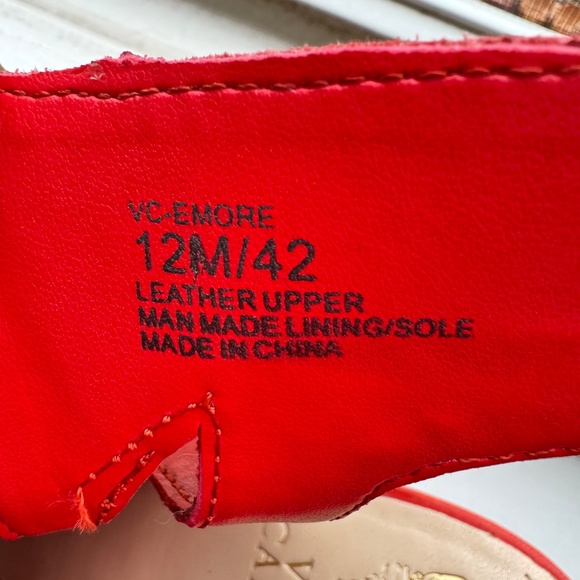 VC-EMORE
12M/42
LEATHER UPPER
MAN MADE LINING/SOLE
MADE IN CHINA